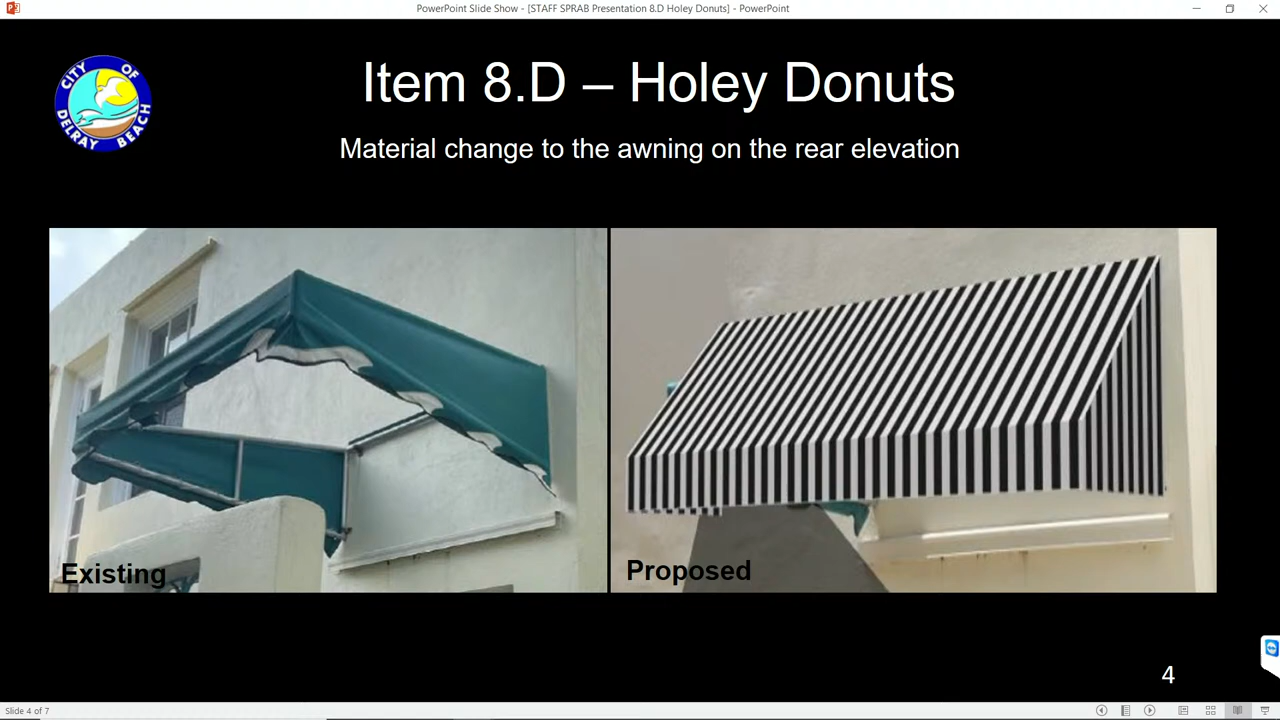 PowerPoint Slide Show - [STAFF SPRAB Presentation 8.D Holey Donuts] - PowerPoint
CITY OF
DELRAY BEACH
Item 8.D – Holey Donuts
Material change to the awning on the rear elevation
Existing
Proposed
4
Slide 4 of 7